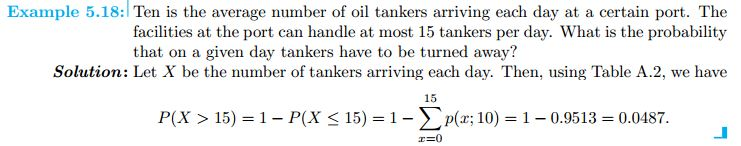 Example 5.18: Ten is the average number of oil tankers arriving each day at a certain port. The
facilities at the port can handle at most 15 tankers per day. What is the probability
that on a given day tankers have to be turned away?
Solution: Let X be the number of tankers arriving each day. Then, using Table A.2, we have
P(X > 15) = 1 − P(X ≤ 15) = 1 − ∑_{x=0}^{15} p(x; 10) = 1 − 0.9513 = 0.0487.